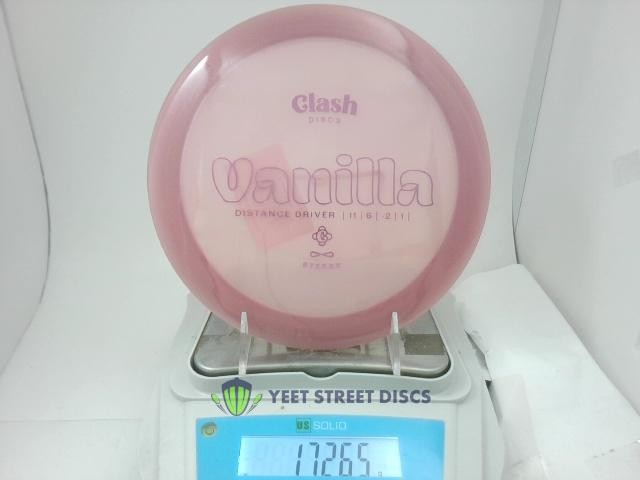 Clash
DISCS
Vanilla
DISTANCE DRIVER | 11 | 6 | -2 | 1 |
STEADY
YEET STREET DISCS
US SOLID
172.65 g